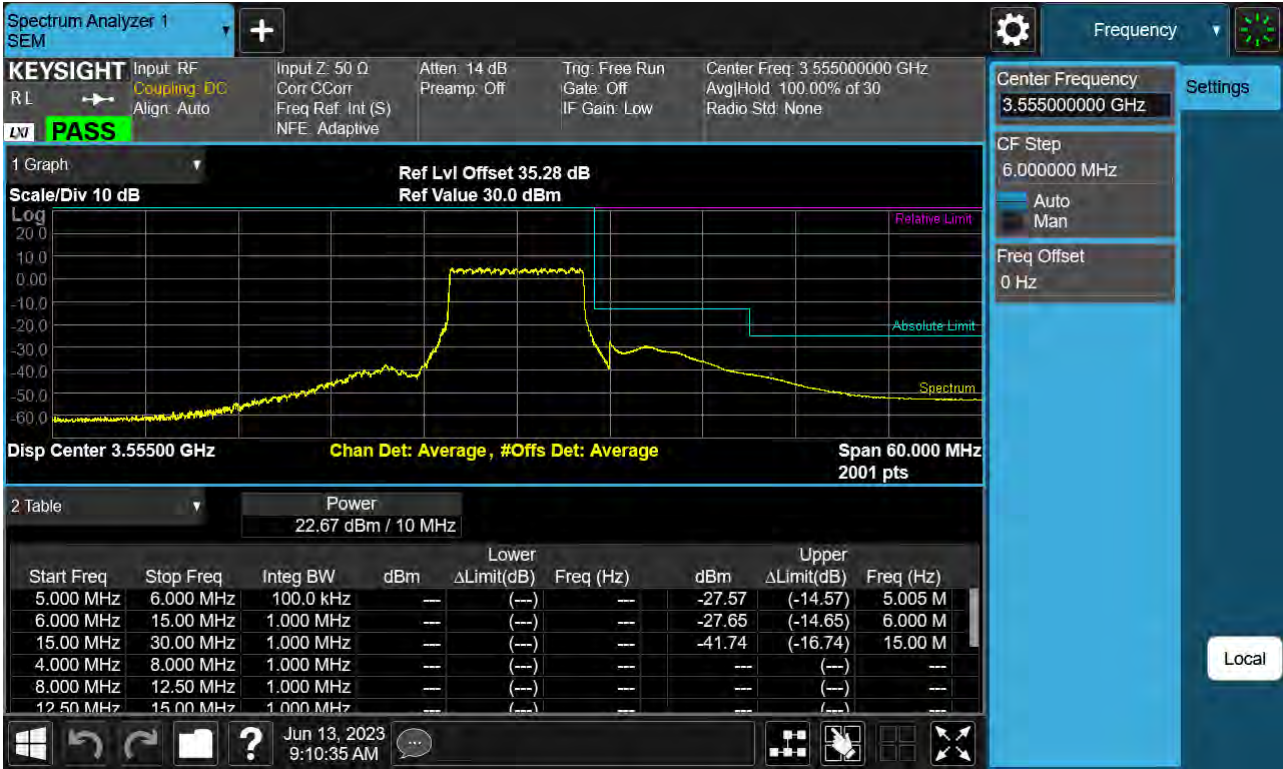 Spectrum Analyzer 1
SEM
+
Frequency
KEYSIGHT
R L
LXI
PASS
Input: RF
Coupling: DC
Align: Auto
Input Z: 50 Ω
Corr CCorr
Freq Ref: Int (S)
NFE: Adaptive
Atten: 14 dB
Preamp: Off
Trig: Free Run
Gate: Off
IF Gain: Low
Center Freq: 3.555000000 GHz
Avg|Hold: 100.00% of 30
Radio Std: None
Center Frequency
3.555000000 GHz
Settings
CF Step
6.000000 MHz
Auto
Man
Freq Offset
0 Hz
Local
1 Graph
Scale/Div 10 dB
Ref Lvl Offset 35.28 dB
Ref Value 30.0 dBm
Log
20.0
10.0
0.00
-10.0
-20.0
-30.0
-40.0
-50.0
-60.0
Relative Limit
Absolute Limit
Spectrum
Disp Center 3.55500 GHz
Chan Det: Average , #Offs Det: Average
Span 60.000 MHz
2001 pts
2 Table
Power
22.67 dBm / 10 MHz
Lower Upper
Start Freq Stop Freq Integ BW dBm ΔLimit(dB) Freq (Hz) dBm ΔLimit(dB) Freq (Hz)
5.000 MHz 6.000 MHz 100.0 kHz --- (---) --- -27.57 (-14.57) 5.005 M
6.000 MHz 15.00 MHz 1.000 MHz --- (---) --- -27.65 (-14.65) 6.000 M
15.00 MHz 30.00 MHz 1.000 MHz --- (---) --- -41.74 (-16.74) 15.00 M
4.000 MHz 8.000 MHz 1.000 MHz --- (---) --- --- (---) ---
8.000 MHz 12.50 MHz 1.000 MHz --- (---) --- --- (---) ---
12.50 MHz 15.00 MHz 1.000 MHz --- (---) --- --- (---) ---
?
Jun 13, 2023
9:10:35 AM